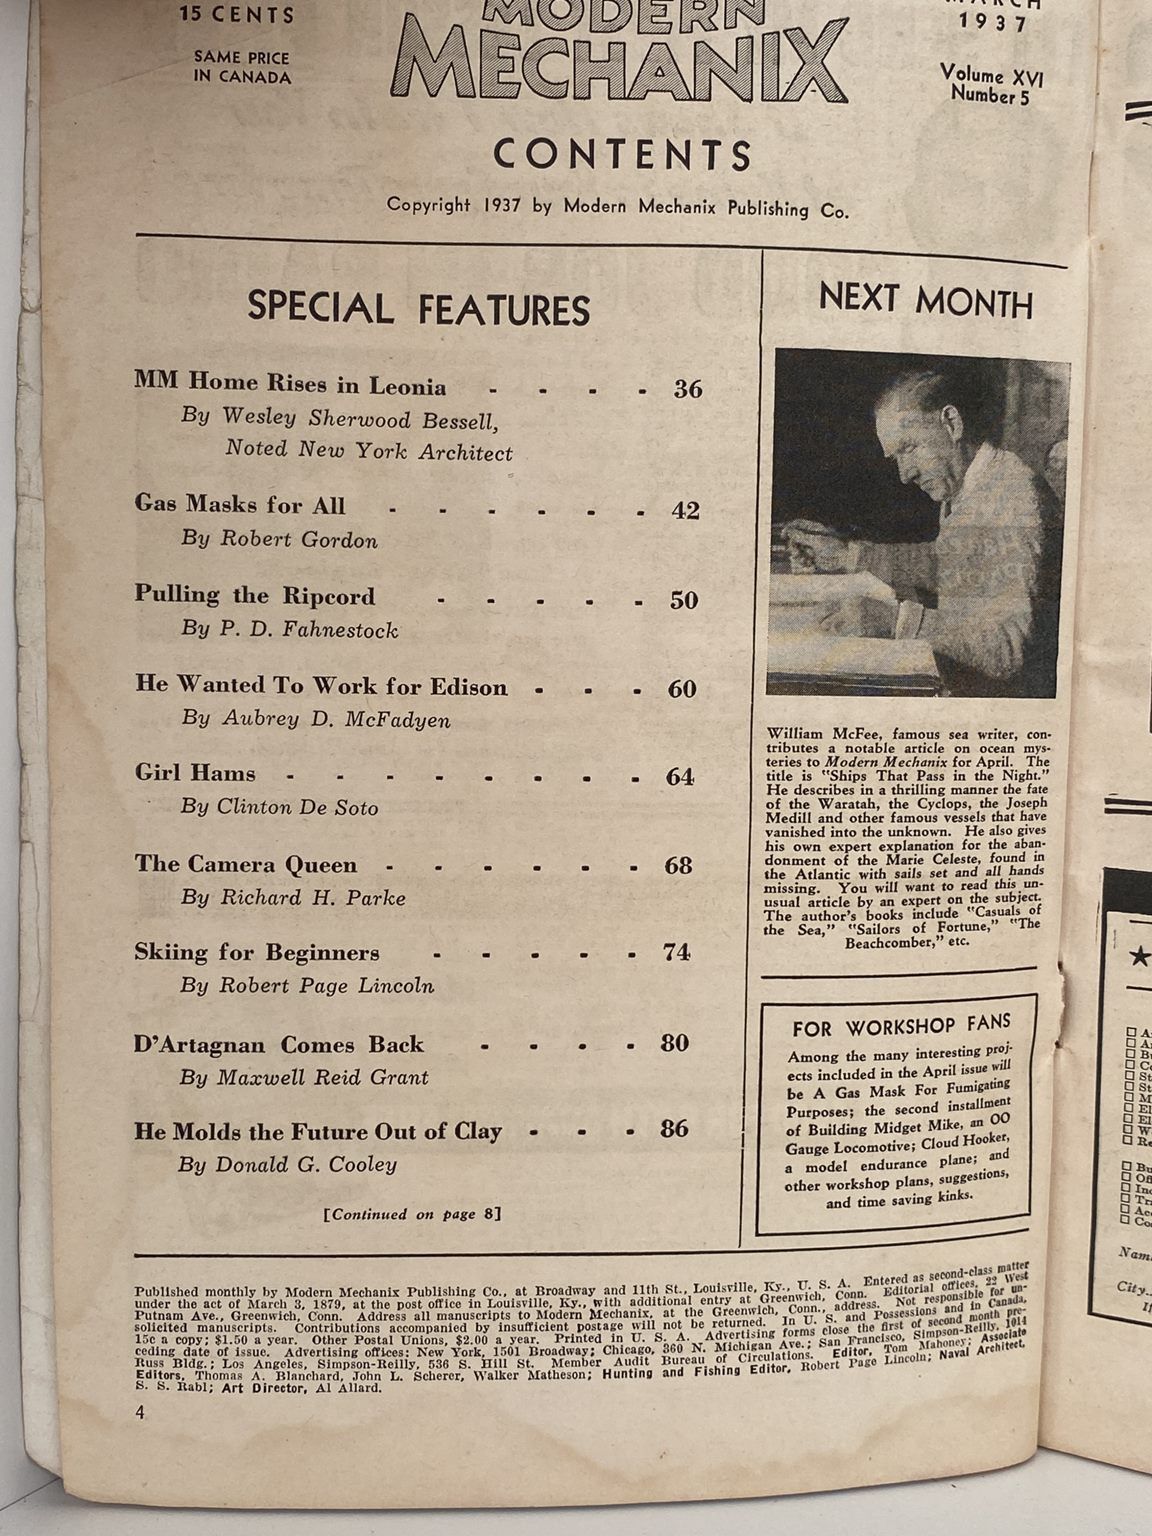 15 CENTS
SAME PRICE
IN CANADA
MODERN
MECHANIX
MARCH
1937
Volume XVI
Number 5
CONTENTS
Copyright 1937 by Modern Mechanix Publishing Co.
SPECIAL FEATURES
MM Home Rises in Leonia - - - - 36
By Wesley Sherwood Bessell,
Noted New York Architect
Gas Masks for All - - - - - - 42
By Robert Gordon
Pulling the Ripcord - - - - - 50
By P. D. Fahnestock
He Wanted To Work for Edison - - - 60
By Aubrey D. McFadyen
Girl Hams - - - - - - - - 64
By Clinton De Soto
The Camera Queen - - - - - - 68
By Richard H. Parke
Skiing for Beginners - - - - - 74
By Robert Page Lincoln
D'Artagnan Comes Back - - - - 80
By Maxwell Reid Grant
He Molds the Future Out of Clay - - - 86
By Donald G. Cooley
[Continued on page 8]
NEXT MONTH
William McFee, famous sea writer, con-
tributes a notable article on ocean mys-
teries to Modern Mechanix for April. The
title is "Ships That Pass in the Night."
He describes in a thrilling manner the fate
of the Waratah, the Cyclops, the Joseph
Medill and other famous vessels that have
vanished into the unknown. He also gives
his own expert explanation for the aban-
donment of the Marie Celeste, found in
the Atlantic with sails set and all hands
missing. You will want to read this un-
usual article by an expert on the subject.
The author's books include "Casuals of
the Sea," "Sailors of Fortune," "The
Beachcomber," etc.
FOR WORKSHOP FANS
Among the many interesting proj-
ects included in the April issue will
be A Gas Mask For Fumigating
Purposes; the second installment
of Building Midget Mike, an OO
Gauge Locomotive; Cloud Hooker,
a model endurance plane; and
other workshop plans, suggestions,
and time saving kinks.
Published monthly by Modern Mechanix Publishing Co., at Broadway and 11th St., Louisville, Ky., U. S. A. Entered as second-class matter
under the act of March 3, 1879, at the post office in Louisville, Ky., with additional entry at Greenwich, Conn. Editorial offices, 22 West
Putnam Ave., Greenwich, Conn. Address all manuscripts to Modern Mechanix, at the Greenwich, Conn., address. Not responsible for un-
solicited manuscripts. Contributions accompanied by insufficient postage will not be returned. In U. S. and Possessions and in Canada,
15c a copy; $1.50 a year. Other Postal Unions, $2.00 a year. Printed in U. S. A. Advertising forms close the first of second month pre-
ceding date of issue. Advertising offices: New York, 1501 Broadway; Chicago, 360 N. Michigan Ave.; San Francisco, Simpson-Reilly, 1014
Russ Bldg.; Los Angeles, Simpson-Reilly, 536 S. Hill St. Member Audit Bureau of Circulations. Editor, Tom Mahoney; Associate
Editors, Thomas A. Blanchard, John L. Scherer, Walker Matheson; Hunting and Fishing Editor, Robert Page Lincoln; Naval Architect,
S. S. Rabl; Art Director, Al Allard.
4